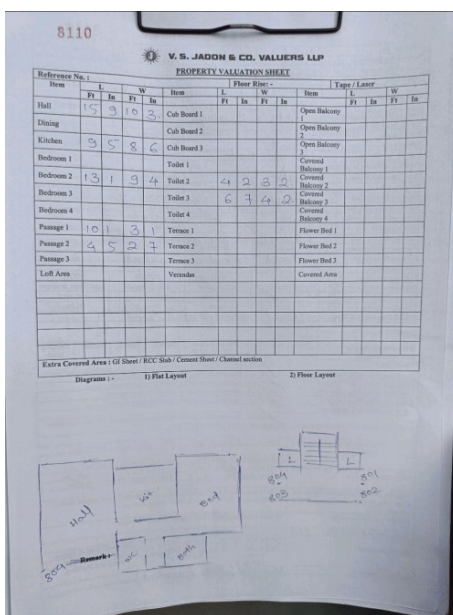 8110
V. S. JADON & CO. VALUERS LLP
PROPERTY VALUATION SHEET
Reference No. :
Floor Rise: -
Tape / Laser
Item L W Item L W Item L W
Ft In Ft In Ft In Ft In Ft In Ft In
Hall 15 9 10 3 Cub Board 1 Open Balcony 1
Dining Cub Board 2 Open Balcony 2
Kitchen 9 5 8 6 Cub Board 3 Open Balcony 3
Bedroom 1 Toilet 1 Covered Balcony 1
Bedroom 2 13 1 9 4 Toilet 2 4 2 3 2 Covered Balcony 2
Bedroom 3 Toilet 3 6 7 4 2 Covered Balcony 3
Bedroom 4 Toilet 4 Covered Balcony 4
Passage 1 10 1 3 1 Terrace 1 Flower Bed 1
Passage 2 4 5 2 7 Terrace 2 Flower Bed 2
Passage 3 Terrace 3 Flower Bed 3
Loft Area Verandas Covered Area
Extra Covered Area : GI Sheet / RCC Slab / Cement Sheet / Channel section
Diagrams : - 1) Flat Layout 2) Floor Layout
L L
804 801
803 802
Hall Kit
W/C Bath
804 Remark :